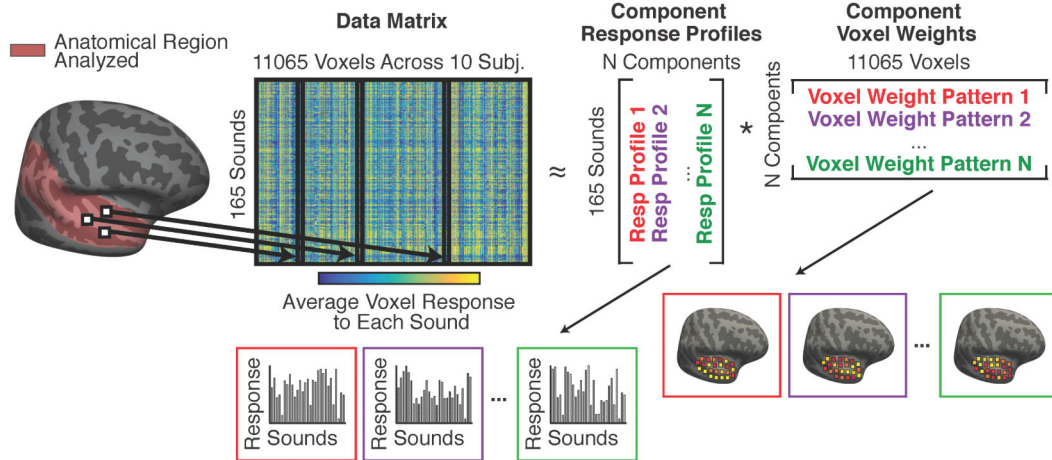 Anatomical Region
Analyzed
Data Matrix
11065 Voxels Across 10 Subj.
165 Sounds
Average Voxel Response
to Each Sound
≈
Component
Response Profiles
N Components
165 Sounds
Resp Profile 1
Resp Profile 2
...
Resp Profile N
*
Component
Voxel Weights
11065 Voxels
N Compoents
Voxel Weight Pattern 1
Voxel Weight Pattern 2
...
Voxel Weight Pattern N
Response
Sounds
Response
Sounds
...
Response
Sounds
...